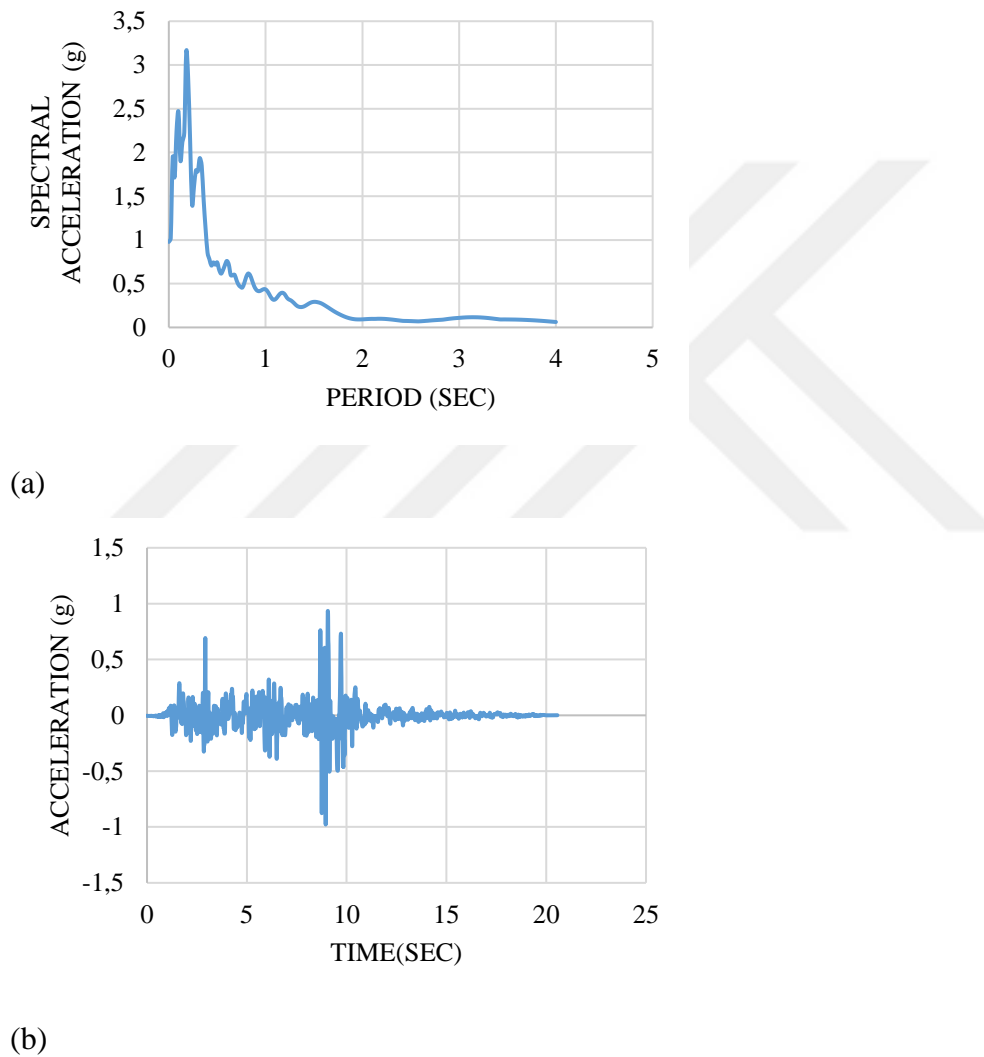 3,5
3
2,5
2
1,5
1
0,5
0
SPECTRAL
ACCELERATION (g)
0 1 2 3 4 5
PERIOD (SEC)
(a)
1,5
1
0,5
0
-0,5
-1
-1,5
ACCELERATION (g)
0 5 10 15 20 25
TIME(SEC)
(b)